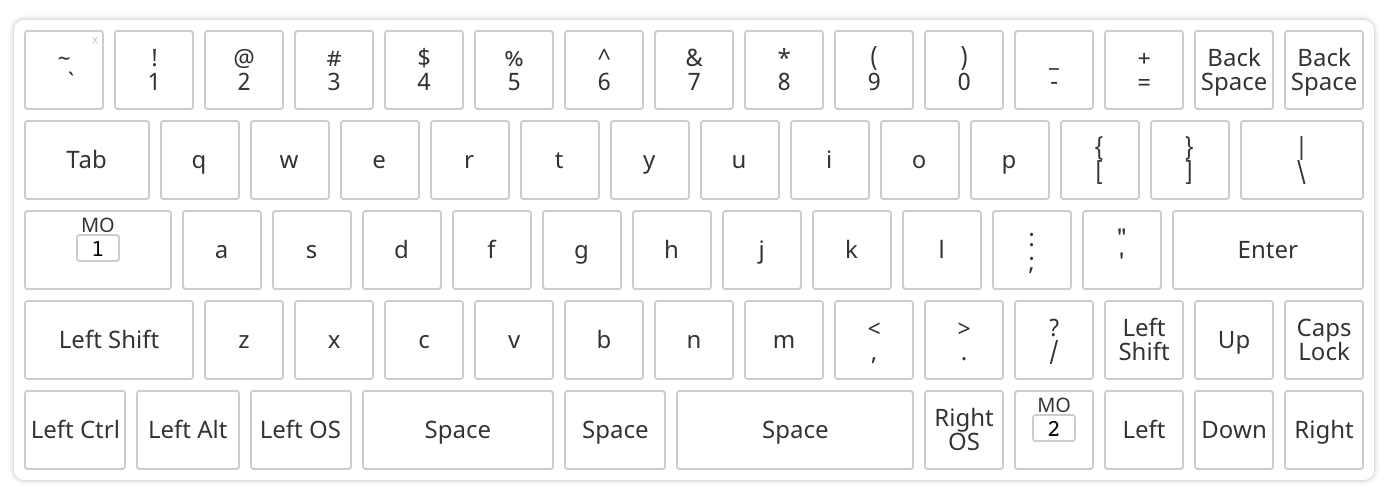 ~ ` x
! 1
@ 2
# 3
$ 4
% 5
^ 6
& 7
* 8
( 9
) 0
_ -
+ =
Back Space
Back Space
Tab
q
w
e
r
t
y
u
i
o
p
{ [
} ]
| \
MO 1
a
s
d
f
g
h
j
k
l
: ;
" '
Enter
Left Shift
z
x
c
v
b
n
m
< ,
> .
? /
Left Shift
Up
Caps Lock
Left Ctrl
Left Alt
Left OS
Space
Space
Space
Right OS
MO 2
Left
Down
Right